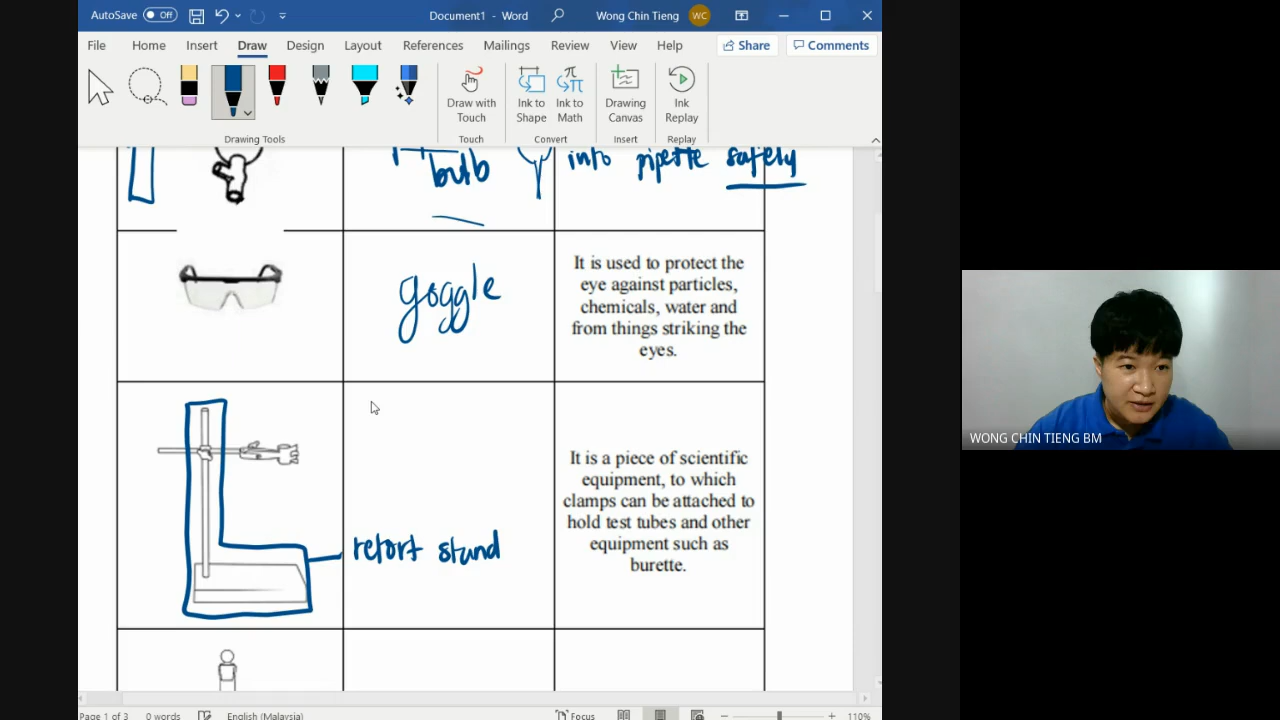 AutoSave Off Document1 - Word Wong Chin Tieng WC
File Home Insert Draw Design Layout References Mailings Review View Help Share Comments
Draw with Touch
Ink to Shape
Ink to Math
Drawing Canvas
Ink Replay
Drawing Tools Touch Convert Insert Replay
bulb
into pipette safely
goggle
It is used to protect the
eye against particles,
chemicals, water and
from things striking the
eyes.
retort stand
It is a piece of scientific
equipment, to which
clamps can be attached to
hold test tubes and other
equipment such as
burette.
WONG CHIN TIENG BM
Page 1 of 3 0 words English (Malaysia) Focus 110%